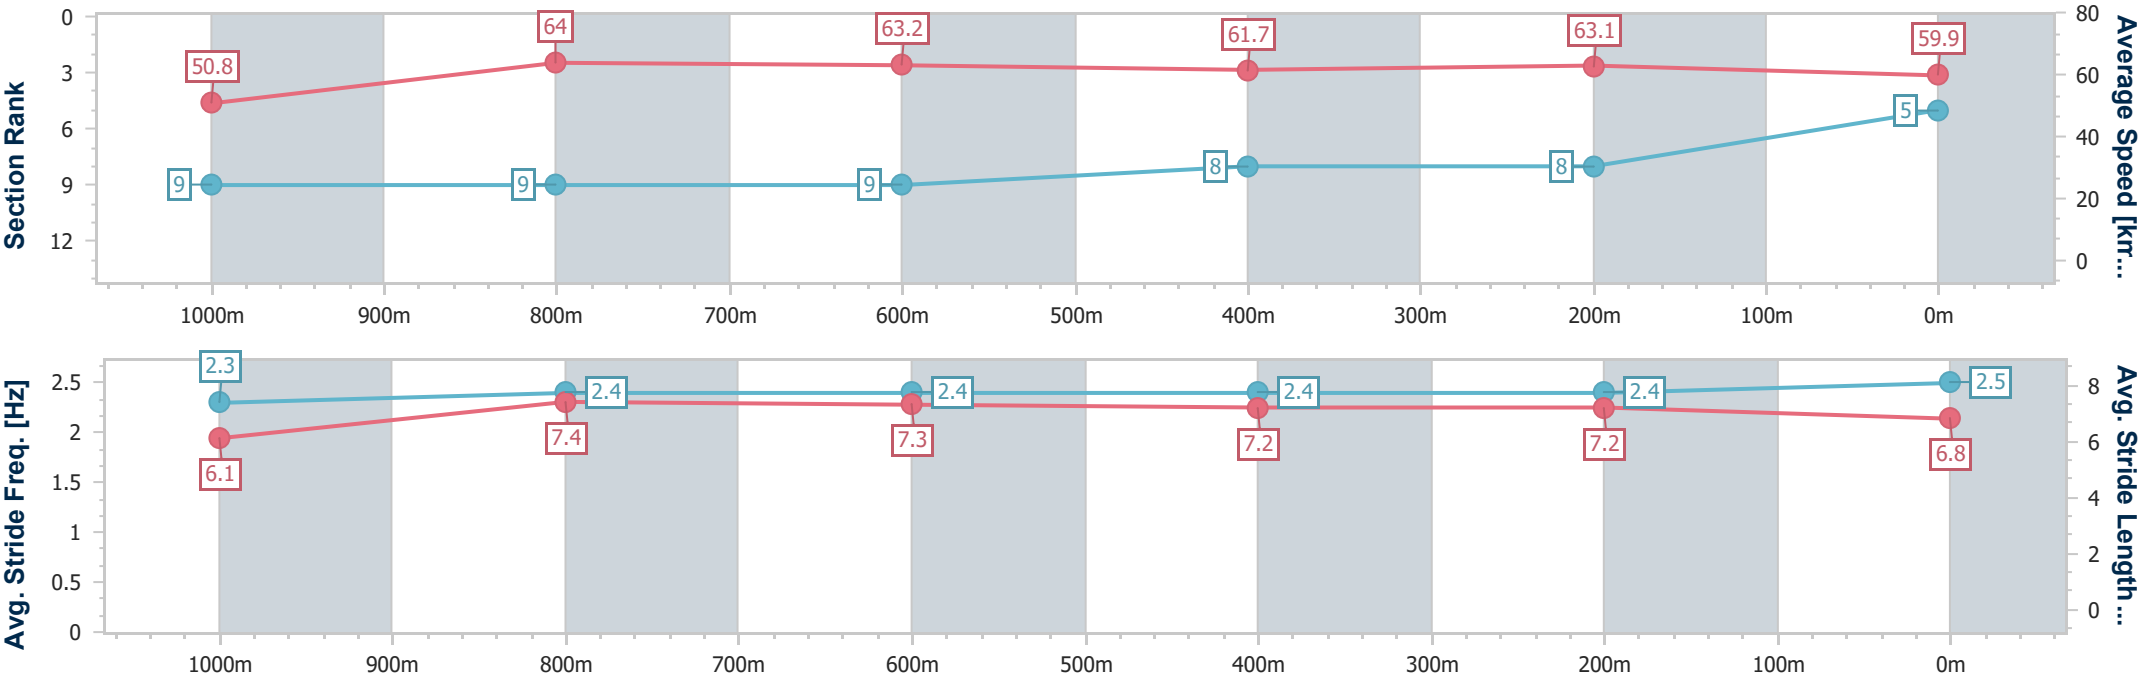 Section Rank
0
3
6
9
12
50.8
64
63.2
61.7
63.1
59.9
9
9
9
8
8
5
80
60
40
20
0
Average Speed [km...
1000m
900m
800m
700m
600m
500m
400m
300m
200m
100m
0m
Avg. Stride Freq. [Hz]
2.5
2
1.5
1
0.5
0
2.3
2.4
2.4
2.4
2.4
2.5
6.1
7.4
7.3
7.2
7.2
6.8
8
6
4
2
0
Avg. Stride Length...
1000m
900m
800m
700m
600m
500m
400m
300m
200m
100m
0m